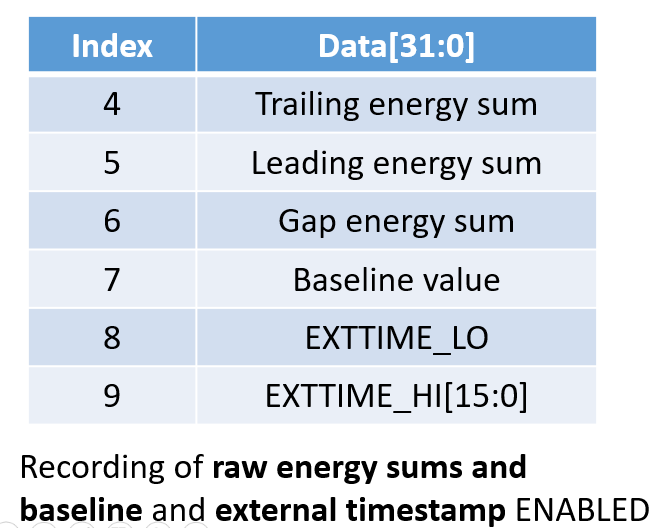 Index Data[31:0]
4 Trailing energy sum
5 Leading energy sum
6 Gap energy sum
7 Baseline value
8 EXTTIME_LO
9 EXTTIME_HI[15:0]
Recording of raw energy sums and
baseline and external timestamp ENABLED